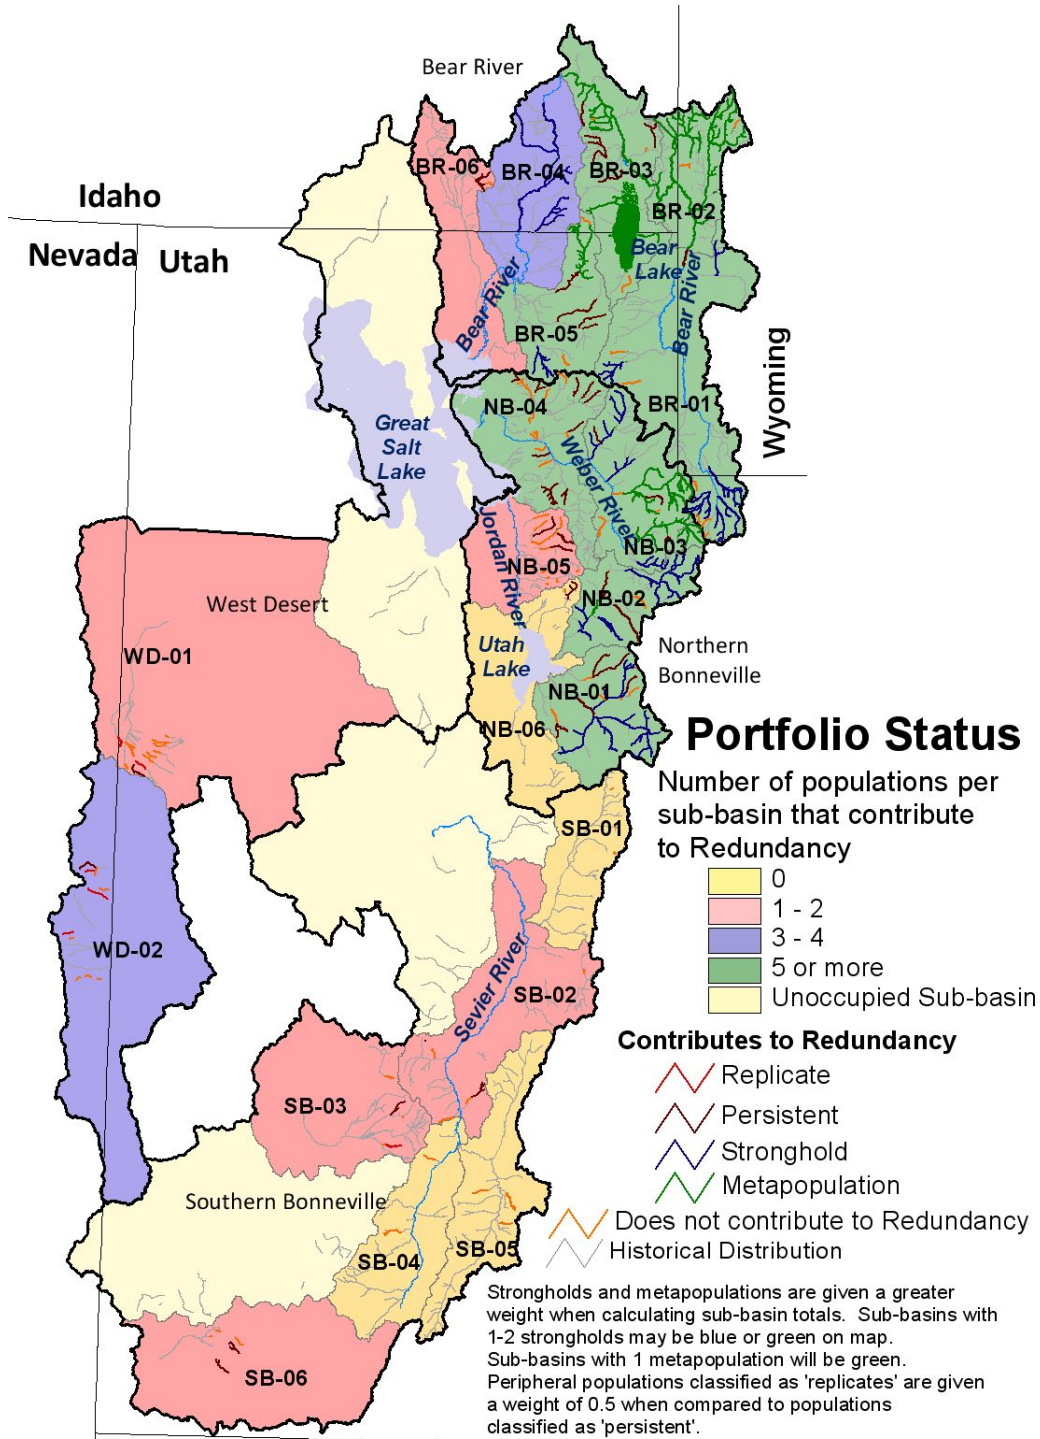 Bear River
BR-06
BR-04
BR-03
BR-02
Idaho
Nevada
Utah
Bear
Lake
Bear River
Bear River
BR-05
Wyoming
NB-04
BR-01
Great
Salt
Lake
Weber River
Jordan River
NB-03
NB-05
NB-02
West Desert
Utah
Lake
Northern
Bonneville
WD-01
NB-01
NB-06
Portfolio Status
Number of populations per
sub-basin that contribute
to Redundancy
0
1 - 2
3 - 4
5 or more
Unoccupied Sub-basin
SB-01
WD-02
Sevier River
SB-02
Contributes to Redundancy
Replicate
Persistent
Stronghold
Metapopulation
Does not contribute to Redundancy
Historical Distribution
SB-03
Southern Bonneville
SB-04
SB-05
SB-06
Strongholds and metapopulations are given a greater
weight when calculating sub-basin totals.  Sub-basins with
1-2 strongholds may be blue or green on map.
Sub-basins with 1 metapopulation will be green.
Peripheral populations classified as 'replicates' are given
a weight of 0.5 when compared to populations
classified as 'persistent'.